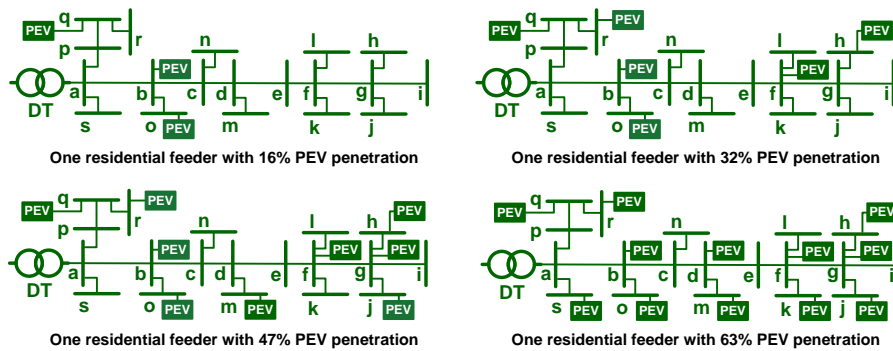 q n l h
PEV
p r PEV
a b c d e f g i
DT
s o m k j
PEV
One residential feeder with 16% PEV penetration
q PEV n l h PEV
PEV
p r PEV PEV
a b c d e f g i
DT
s o m k j
PEV
One residential feeder with 32% PEV penetration
q PEV
PEV r n l h PEV
p PEV PEV PEV
a b c d e f g i
DT
s o m k j
PEV PEV PEV
One residential feeder with 47% PEV penetration
q PEV
PEV r n l h PEV
p PEV PEV PEV PEV
a b c d e f g i
DT
s o m k j
PEV PEV PEV PEV PEV
One residential feeder with 63% PEV penetration